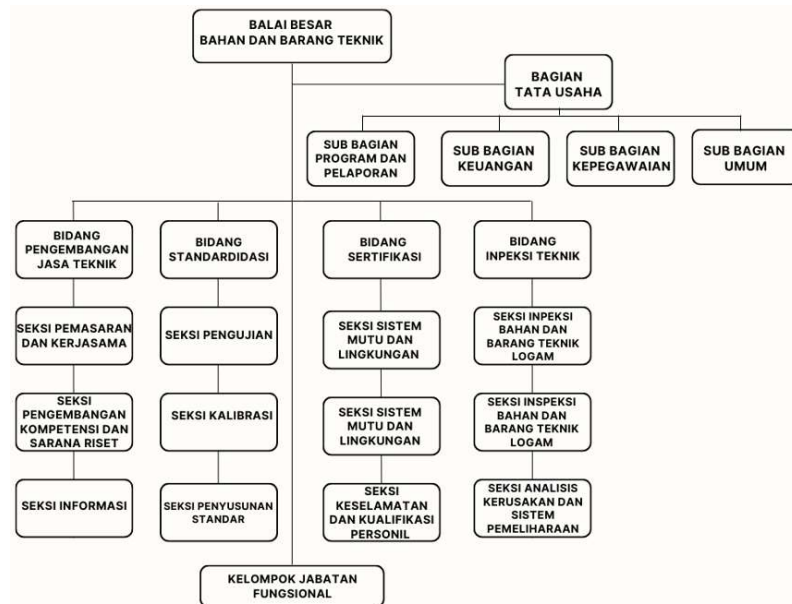 BALAI BESAR
BAHAN DAN BARANG TEKNIK
BAGIAN
TATA USAHA
SUB BAGIAN
PROGRAM DAN
PELAPORAN
SUB BAGIAN
KEUANGAN
SUB BAGIAN
KEPEGAWAIAN
SUB BAGIAN
UMUM
BIDANG
PENGEMBANGAN
JASA TEKNIK
BIDANG
STANDARDIDASI
BIDANG
SERTIFIKASI
BIDANG
INPEKSI TEKNIK
SEKSI PEMASARAN
DAN KERJASAMA
SEKSI PENGUJIAN
SEKSI SISTEM
MUTU DAN
LINGKUNGAN
SEKSI INPEKSI
BAHAN DAN
BARANG TEKNIK
LOGAM
SEKSI
PENGEMBANGAN
KOMPETENSI DAN
SARANA RISET
SEKSI KALIBRASI
SEKSI SISTEM
MUTU DAN
LINGKUNGAN
SEKSI INSPEKSI
BAHAN DAN
BARANG TEKNIK
LOGAM
SEKSI INFORMASI
SEKSI PENYUSUNAN
STANDAR
SEKSI
KESELAMATAN
DAN KUALIFIKASI
PERSONIL
SEKSI ANALISIS
KERUSAKAN DAN
SISTEM
PEMELIHARAAN
KELOMPOK JABATAN
FUNGSIONAL